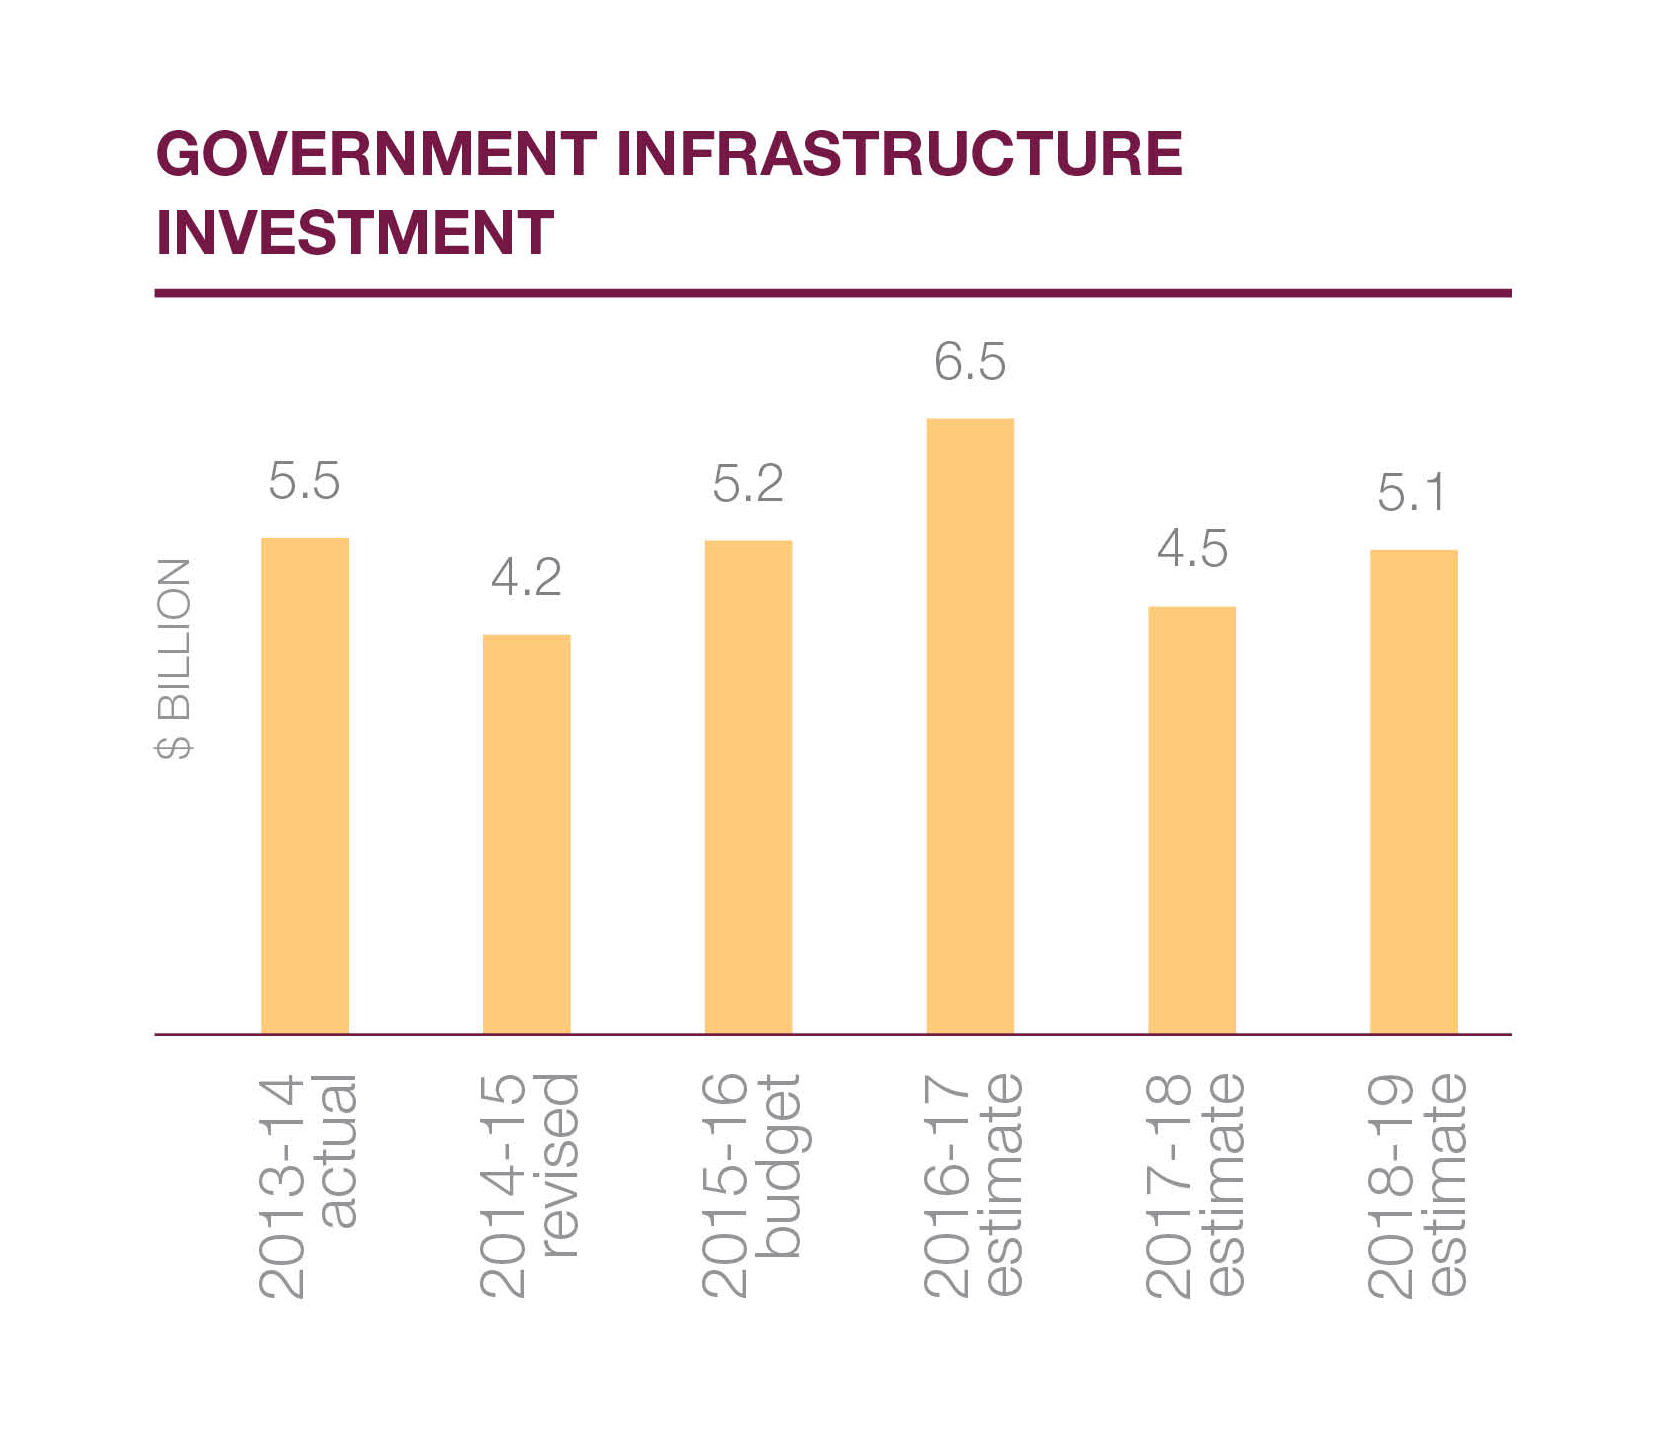 GOVERNMENT INFRASTRUCTURE
INVESTMENT
$ BILLION
5.5
4.2
5.2
6.5
4.5
5.1
2013-14
actual
2014-15
revised
2015-16
budget
2016-17
estimate
2017-18
estimate
2018-19
estimate